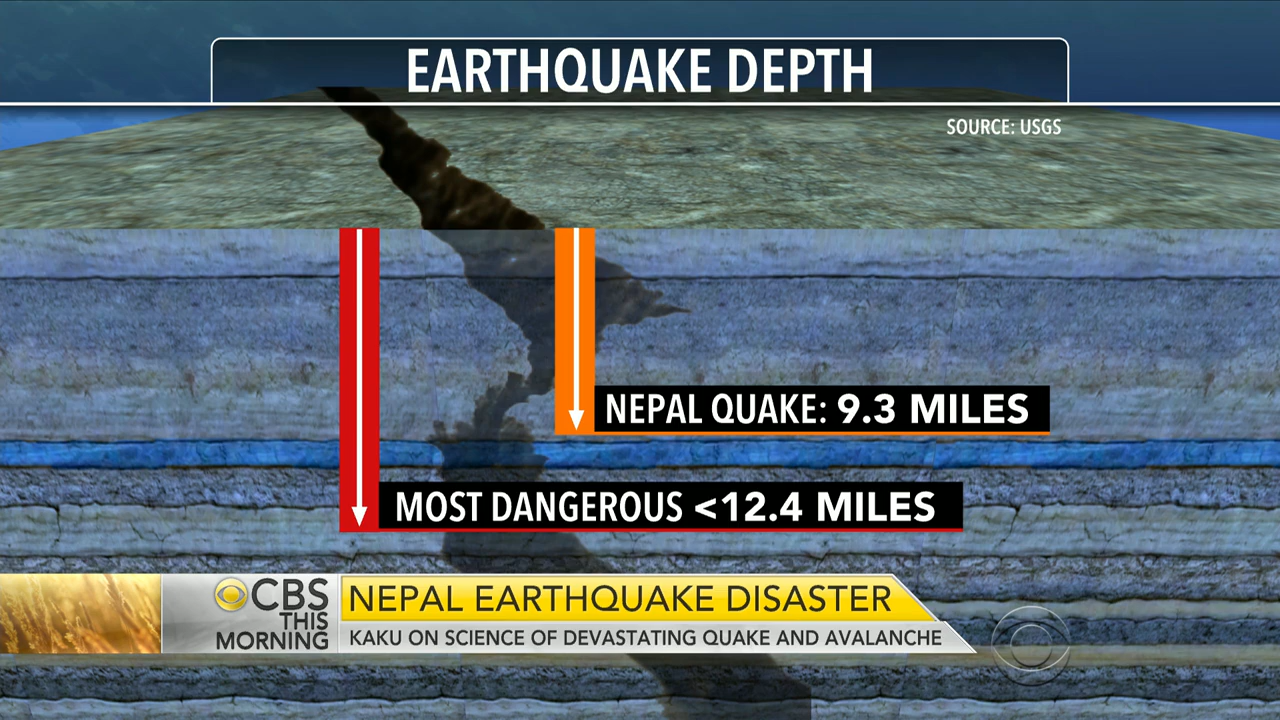 EARTHQUAKE DEPTH
SOURCE: USGS
NEPAL QUAKE: 9.3 MILES
MOST DANGEROUS <12.4 MILES
CBS
THIS
MORNING
NEPAL EARTHQUAKE DISASTER
KAKU ON SCIENCE OF DEVASTATING QUAKE AND AVALANCHE